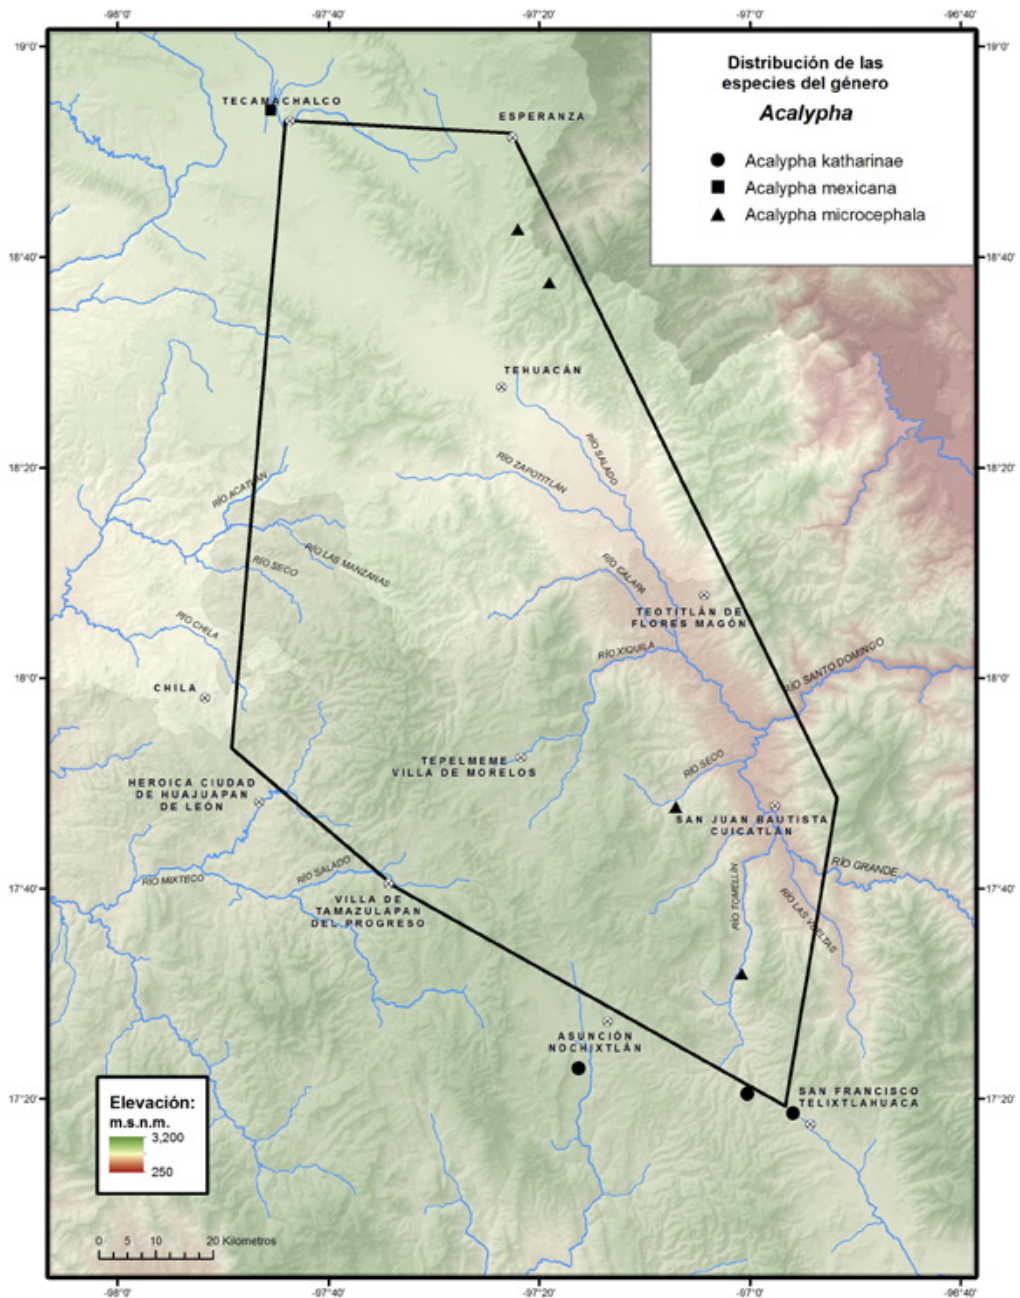 -98°0'
-97°40'
-97°20'
-97°0'
-96°40'
19°0'
19°0'
Distribución de las
especies del género
Acalypha
Acalypha katharinae
Acalypha mexicana
Acalypha microcephala
TECAMACHALCO
ESPERANZA
18°40'
18°40'
TEHUACÁN
RÍO SALADO
RÍO ZAPOTITLÁN
18°20'
18°20'
RÍO ACATLÁN
RÍO SECO
RÍO LAS MANZANAS
RÍO CALAPA
TEOTITLÁN DE
FLORES MAGÓN
RÍO CHILA
RÍO XIQUILA
RÍO SANTO DOMINGO
18°0'
18°0'
CHILA
TEPELMEME
VILLA DE MORELOS
RÍO SECO
HEROICA CIUDAD
DE HUAJUAPAN
DE LEÓN
SAN JUAN BAUTISTA
CUICATLÁN
RÍO GRANDE
RÍO SALADO
RÍO MIXTECO
17°40'
17°40'
VILLA DE
TAMAZULAPAN
DEL PROGRESO
RÍO TOMELLÍN
RÍO LAS VUELTAS
ASUNCIÓN
NOCHIXTLÁN
SAN FRANCISCO
TELIXTLAHUACA
17°20'
17°20'
Elevación:
m.s.n.m.
3,200
250
0 5 10 20 Kilometros
-98°0'
-97°40'
-97°20'
-97°0'
-96°40'